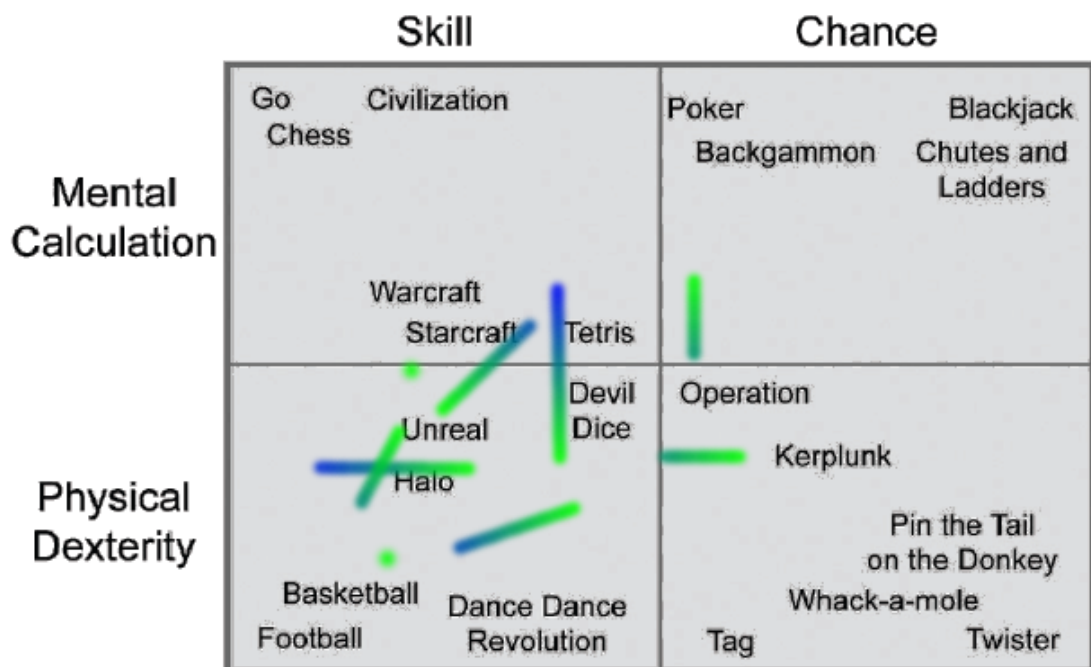 Skill
Chance
Mental
Calculation
Go
Civilization
Chess
Poker
Blackjack
Backgammon
Chutes and
Ladders
Warcraft
Starcraft
Tetris
Physical
Dexterity
Devil
Dice
Unreal
Halo
Basketball
Football
Dance Dance
Revolution
Operation
Kerplunk
Pin the Tail
on the Donkey
Whack-a-mole
Tag
Twister